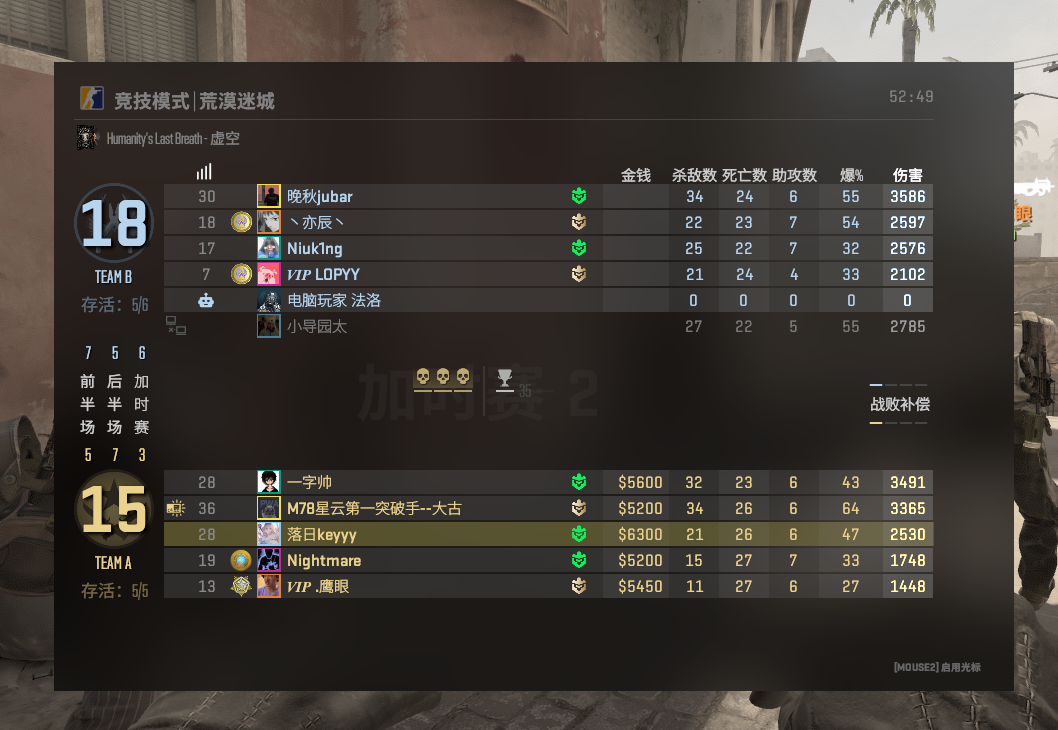 竞技模式|荒漠迷城 52:49
Humanity's Last Breath - 虚空
金钱 杀敌数 死亡数 助攻数 爆% 伤害
30 晚秋jubar 34 24 6 55 3586
18 丶亦辰丶 22 23 7 54 2597
17 Niuk1ng 25 22 7 32 2576
7 VIP LOPYY 21 24 4 33 2102
电脑玩家 法洛 0 0 0 0 0
小导园太 27 22 5 55 2785
18
TEAM B
存活: 5/6
7 5 6
前半场 后半场 加时赛
5 7 3
加时赛 2
35
战败补偿
15
TEAM A
存活: 5/5
28 一字帅 $5600 32 23 6 43 3491
36 M78星云第一突破手--大古 $5200 34 26 6 64 3365
28 落日keyyy $6300 21 26 6 47 2530
19 Nightmare $5200 15 27 7 33 1748
13 VIP .鹰眼 $5450 11 27 6 27 1448
眼
[MOUSE2] 启用光标